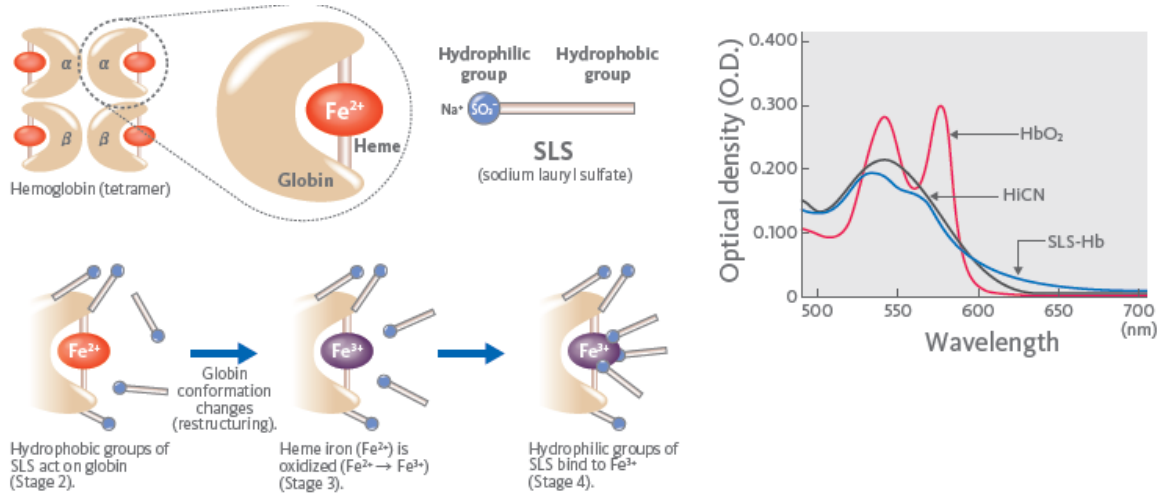 α α
β β
Hemoglobin (tetramer)
Fe²⁺
Heme
Globin
Hydrophilic
group
Hydrophobic
group
Na⁺
SO₃⁻
SLS
(sodium lauryl sulfate)
Fe²⁺
Globin
conformation
changes
(restructuring).
Fe³⁺
Fe³⁺
Hydrophobic groups of
SLS act on globin
(Stage 2).
Heme iron (Fe²⁺) is
oxidized (Fe²⁺ → Fe³⁺)
(Stage 3).
Hydrophilic groups of
SLS bind to Fe³⁺
(Stage 4).
Optical density (O.D.)
0.400
0.300
0.200
0.100
0
HbO₂
HiCN
SLS-Hb
500 550 600 650 700
(nm)
Wavelength